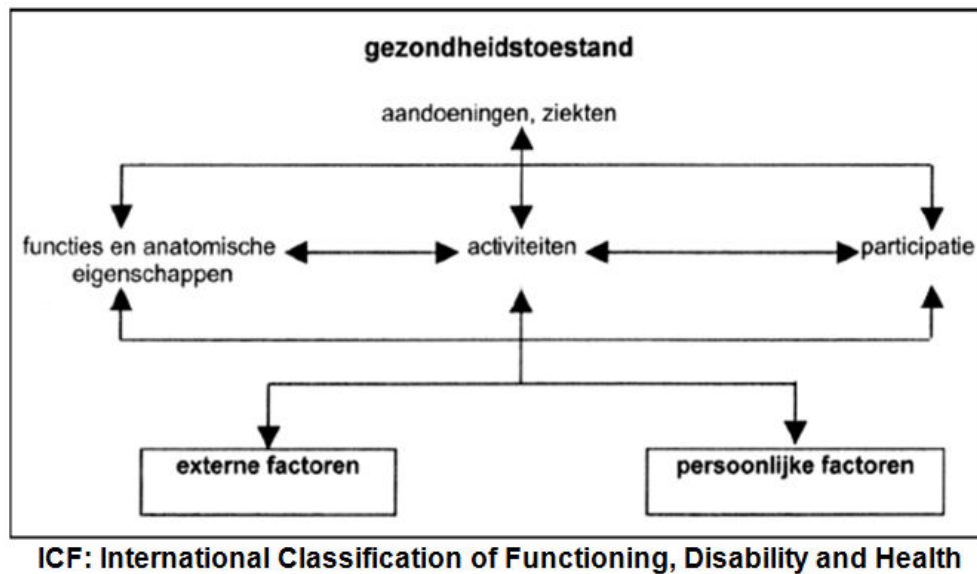 gezondheidstoestand
aandoeningen, ziekten
functies en anatomische
eigenschappen
activiteiten
participatie
externe factoren
persoonlijke factoren
ICF: International Classification of Functioning, Disability and Health